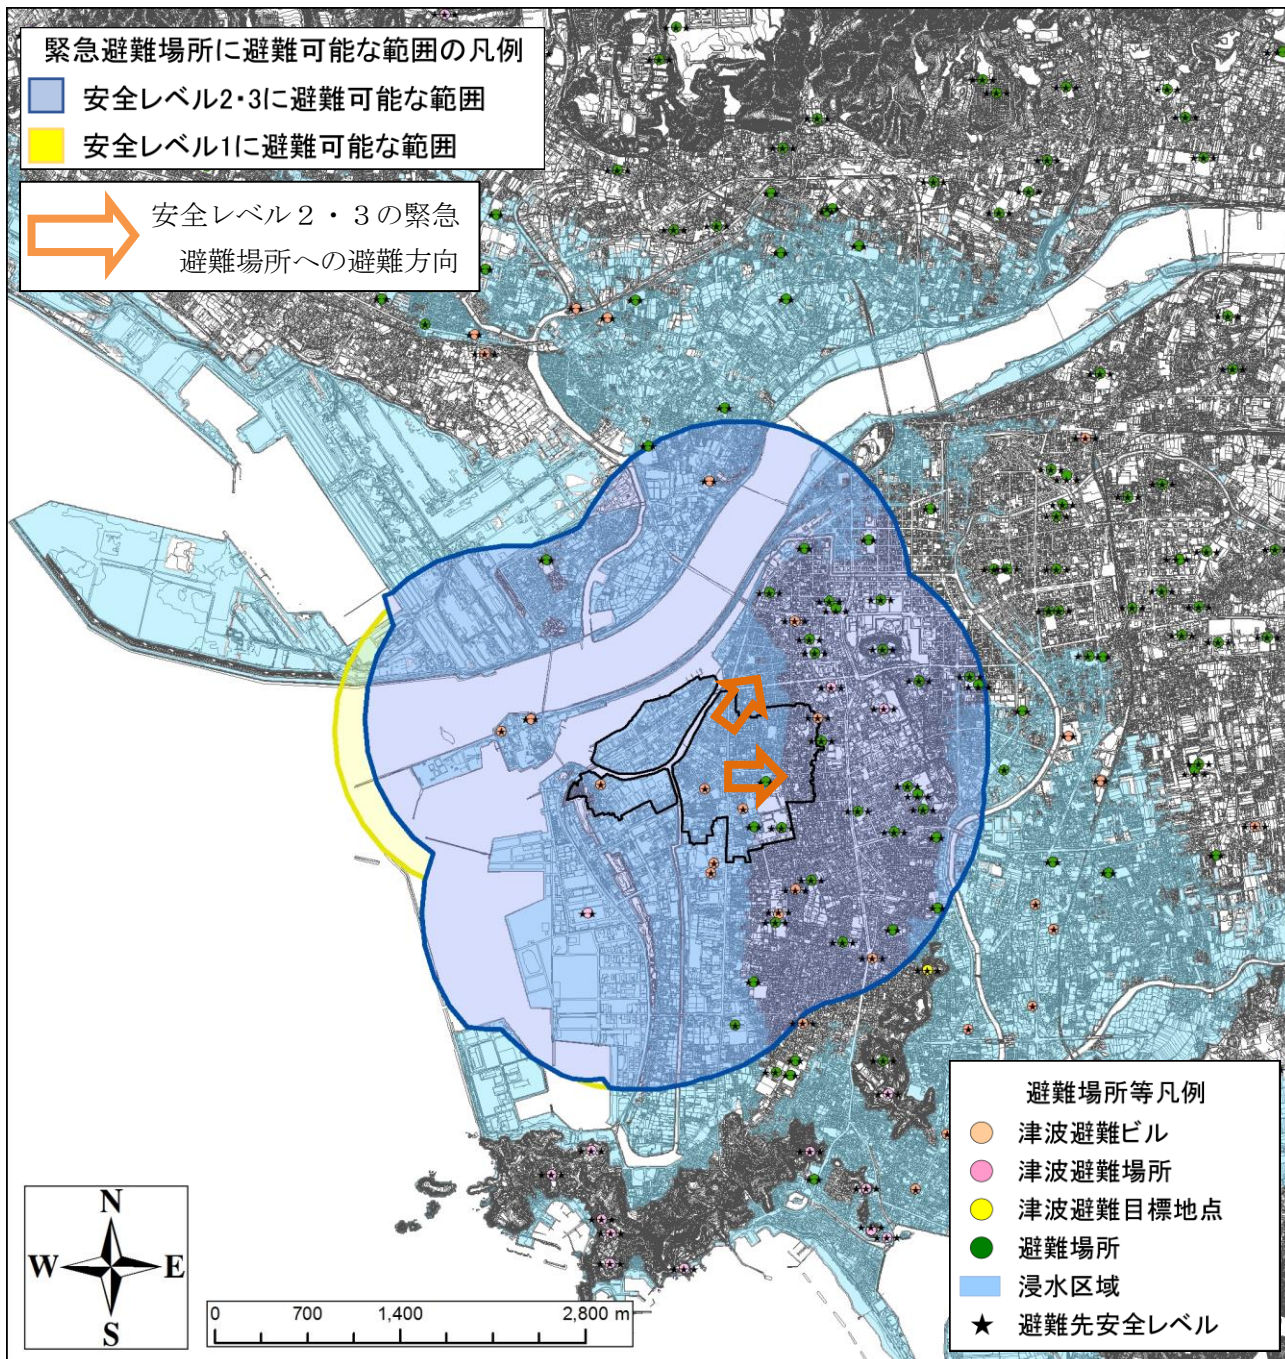 緊急避難場所に避難可能な範囲の凡例
安全レベル2・3に避難可能な範囲
安全レベル1に避難可能な範囲
安全レベル２・３の緊急
避難場所への避難方向
避難場所等凡例
津波避難ビル
津波避難場所
津波避難目標地点
避難場所
浸水区域
★ 避難先安全レベル
N
W E
S
0 700 1,400 2,800 m